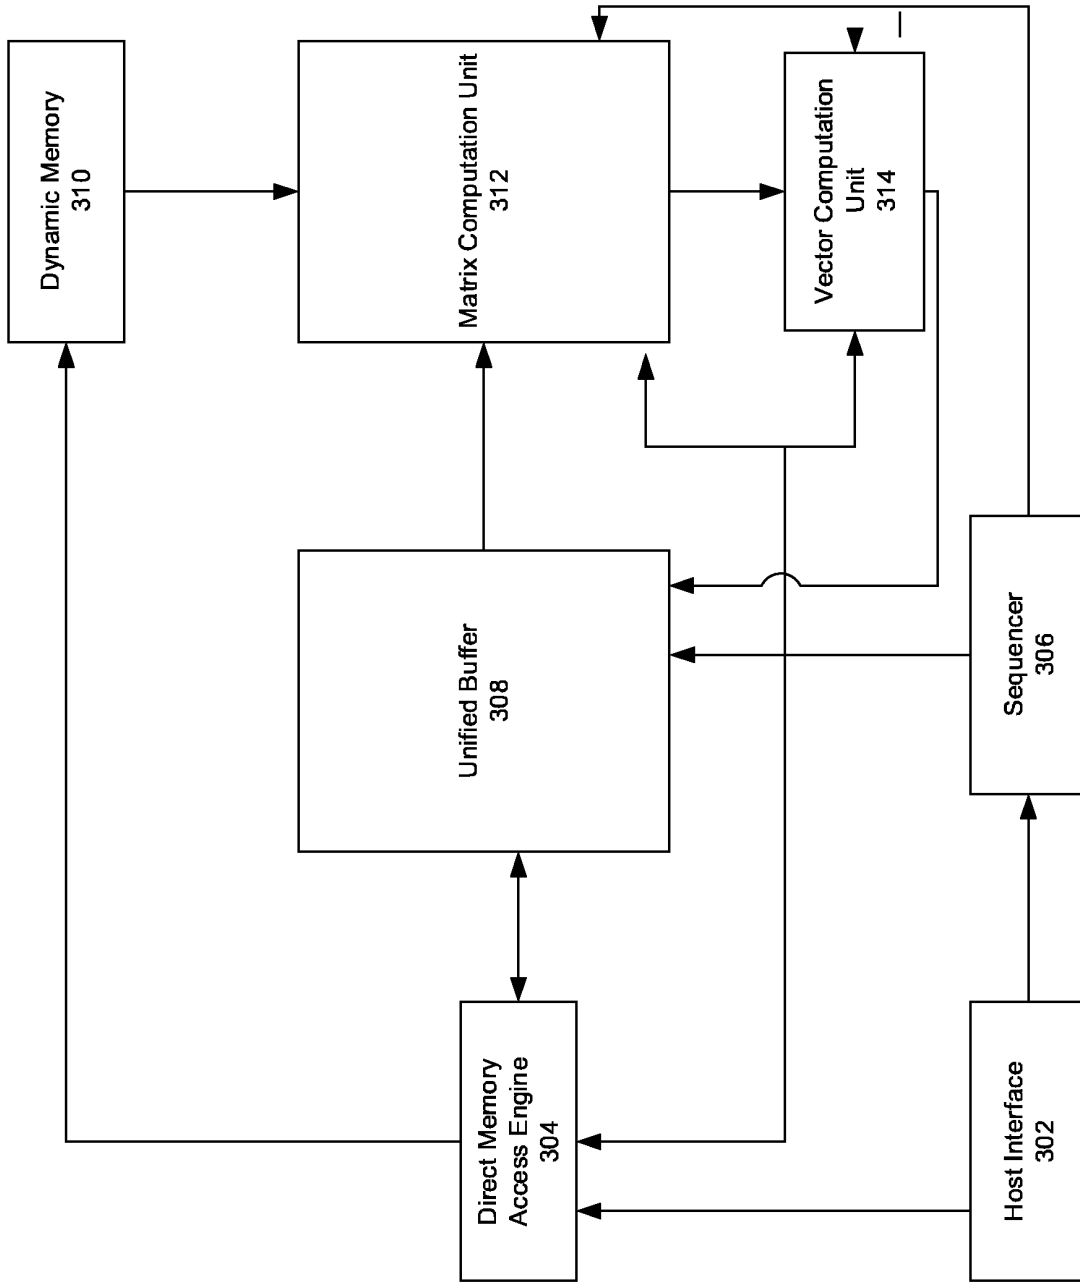 Host Interface
302
Sequencer
306
Direct Memory
Access Engine
304
Unified Buffer
308
Dynamic Memory
310
Matrix Computation Unit
312
Vector Computation
Unit
314